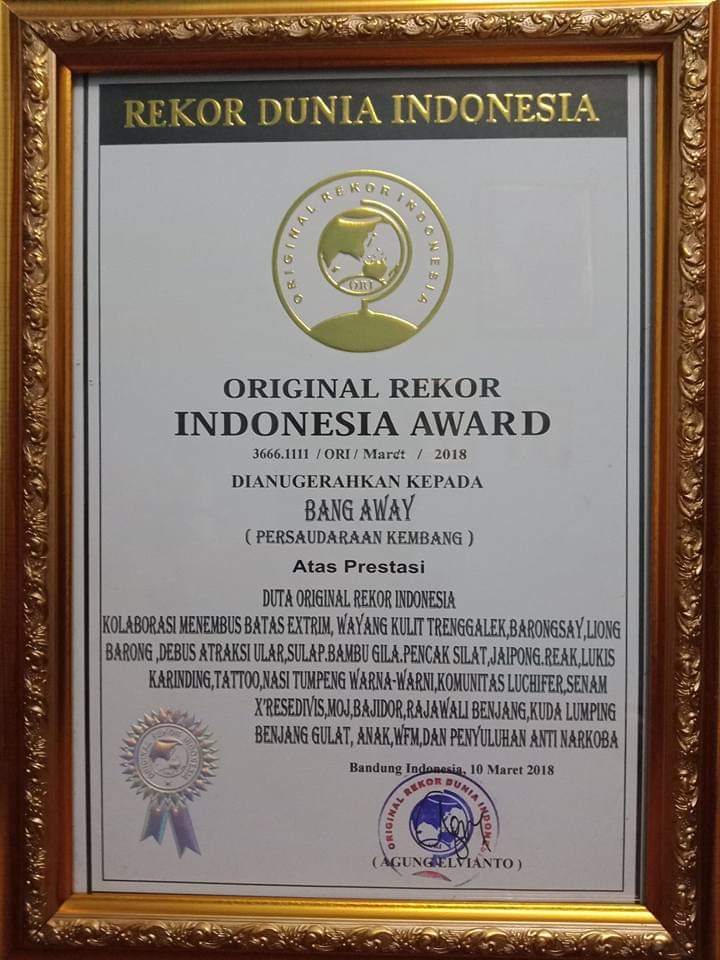 REKOR DUNIA INDONESIA
ORIGINAL REKOR INDONESIA
ORI
ORIGINAL REKOR
INDONESIA AWARD
3666.1111 / ORI / Maret / 2018
DIANUGERAHKAN KEPADA
BANG AWAY
( PERSAUDARAAN KEMBANG )
Atas Prestasi
DUTA ORIGINAL REKOR INDONESIA
KOLABORASI MENEMBUS BATAS EXTRIM, WAYANG KULIT TRENGGALEK,BARONGSAY,LIONG
BARONG ,DEBUS ATRAKSI ULAR,SULAP.BAMBU GILA.PENCAK SILAT,JAIPONG.REAK,LUKIS
KARINDING,TATTOO,NASI TUMPENG WARNA-WARNI,KOMUNITAS LUCHIFER,SENAM
X'RESEDIVIS,MOJ,BAJIDOR,RAJAWALI BENJANG,KUDA LUMPING
BENJANG GULAT, ANAK,WFM,DAN PENYULUHAN ANTI NARKOBA
ORIGINAL REKOR INDONESIA
Bandung Indonesia, 10 Maret 2018
ORIGINAL REKOR DUNIA INDONE
( AGUNG ELVIANTO )